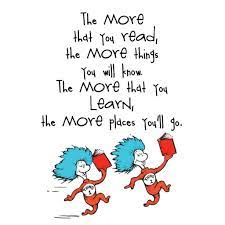 The MORE
that you READ,
the MORE things
you will know.
The MORE that you
LEARN,
the MORE places you'll go.